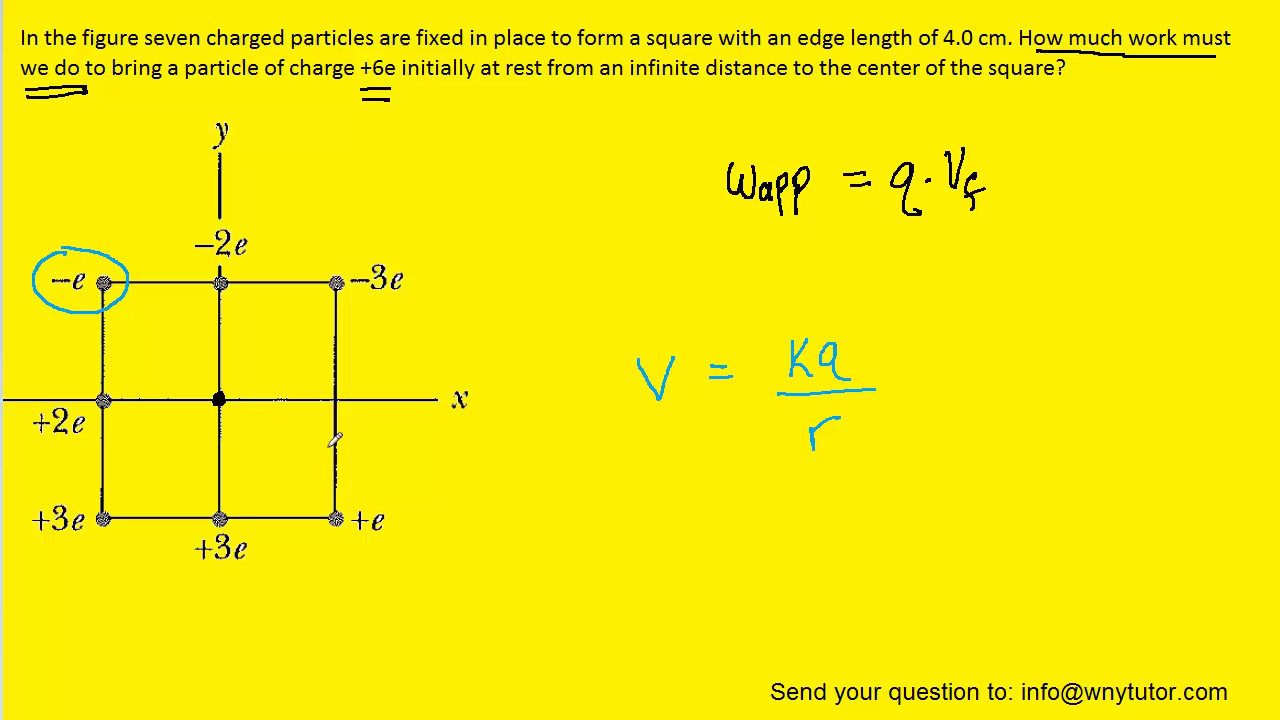 In the figure seven charged particles are fixed in place to form a square with an edge length of 4.0 cm. How much work must
we do to bring a particle of charge +6e initially at rest from an infinite distance to the center of the square?
y
-2e
-e
-3e
x
+2e
+3e
+e
+3e
Wapp = q · Vf
V = kq
r
Send your question to: info@wnytutor.com